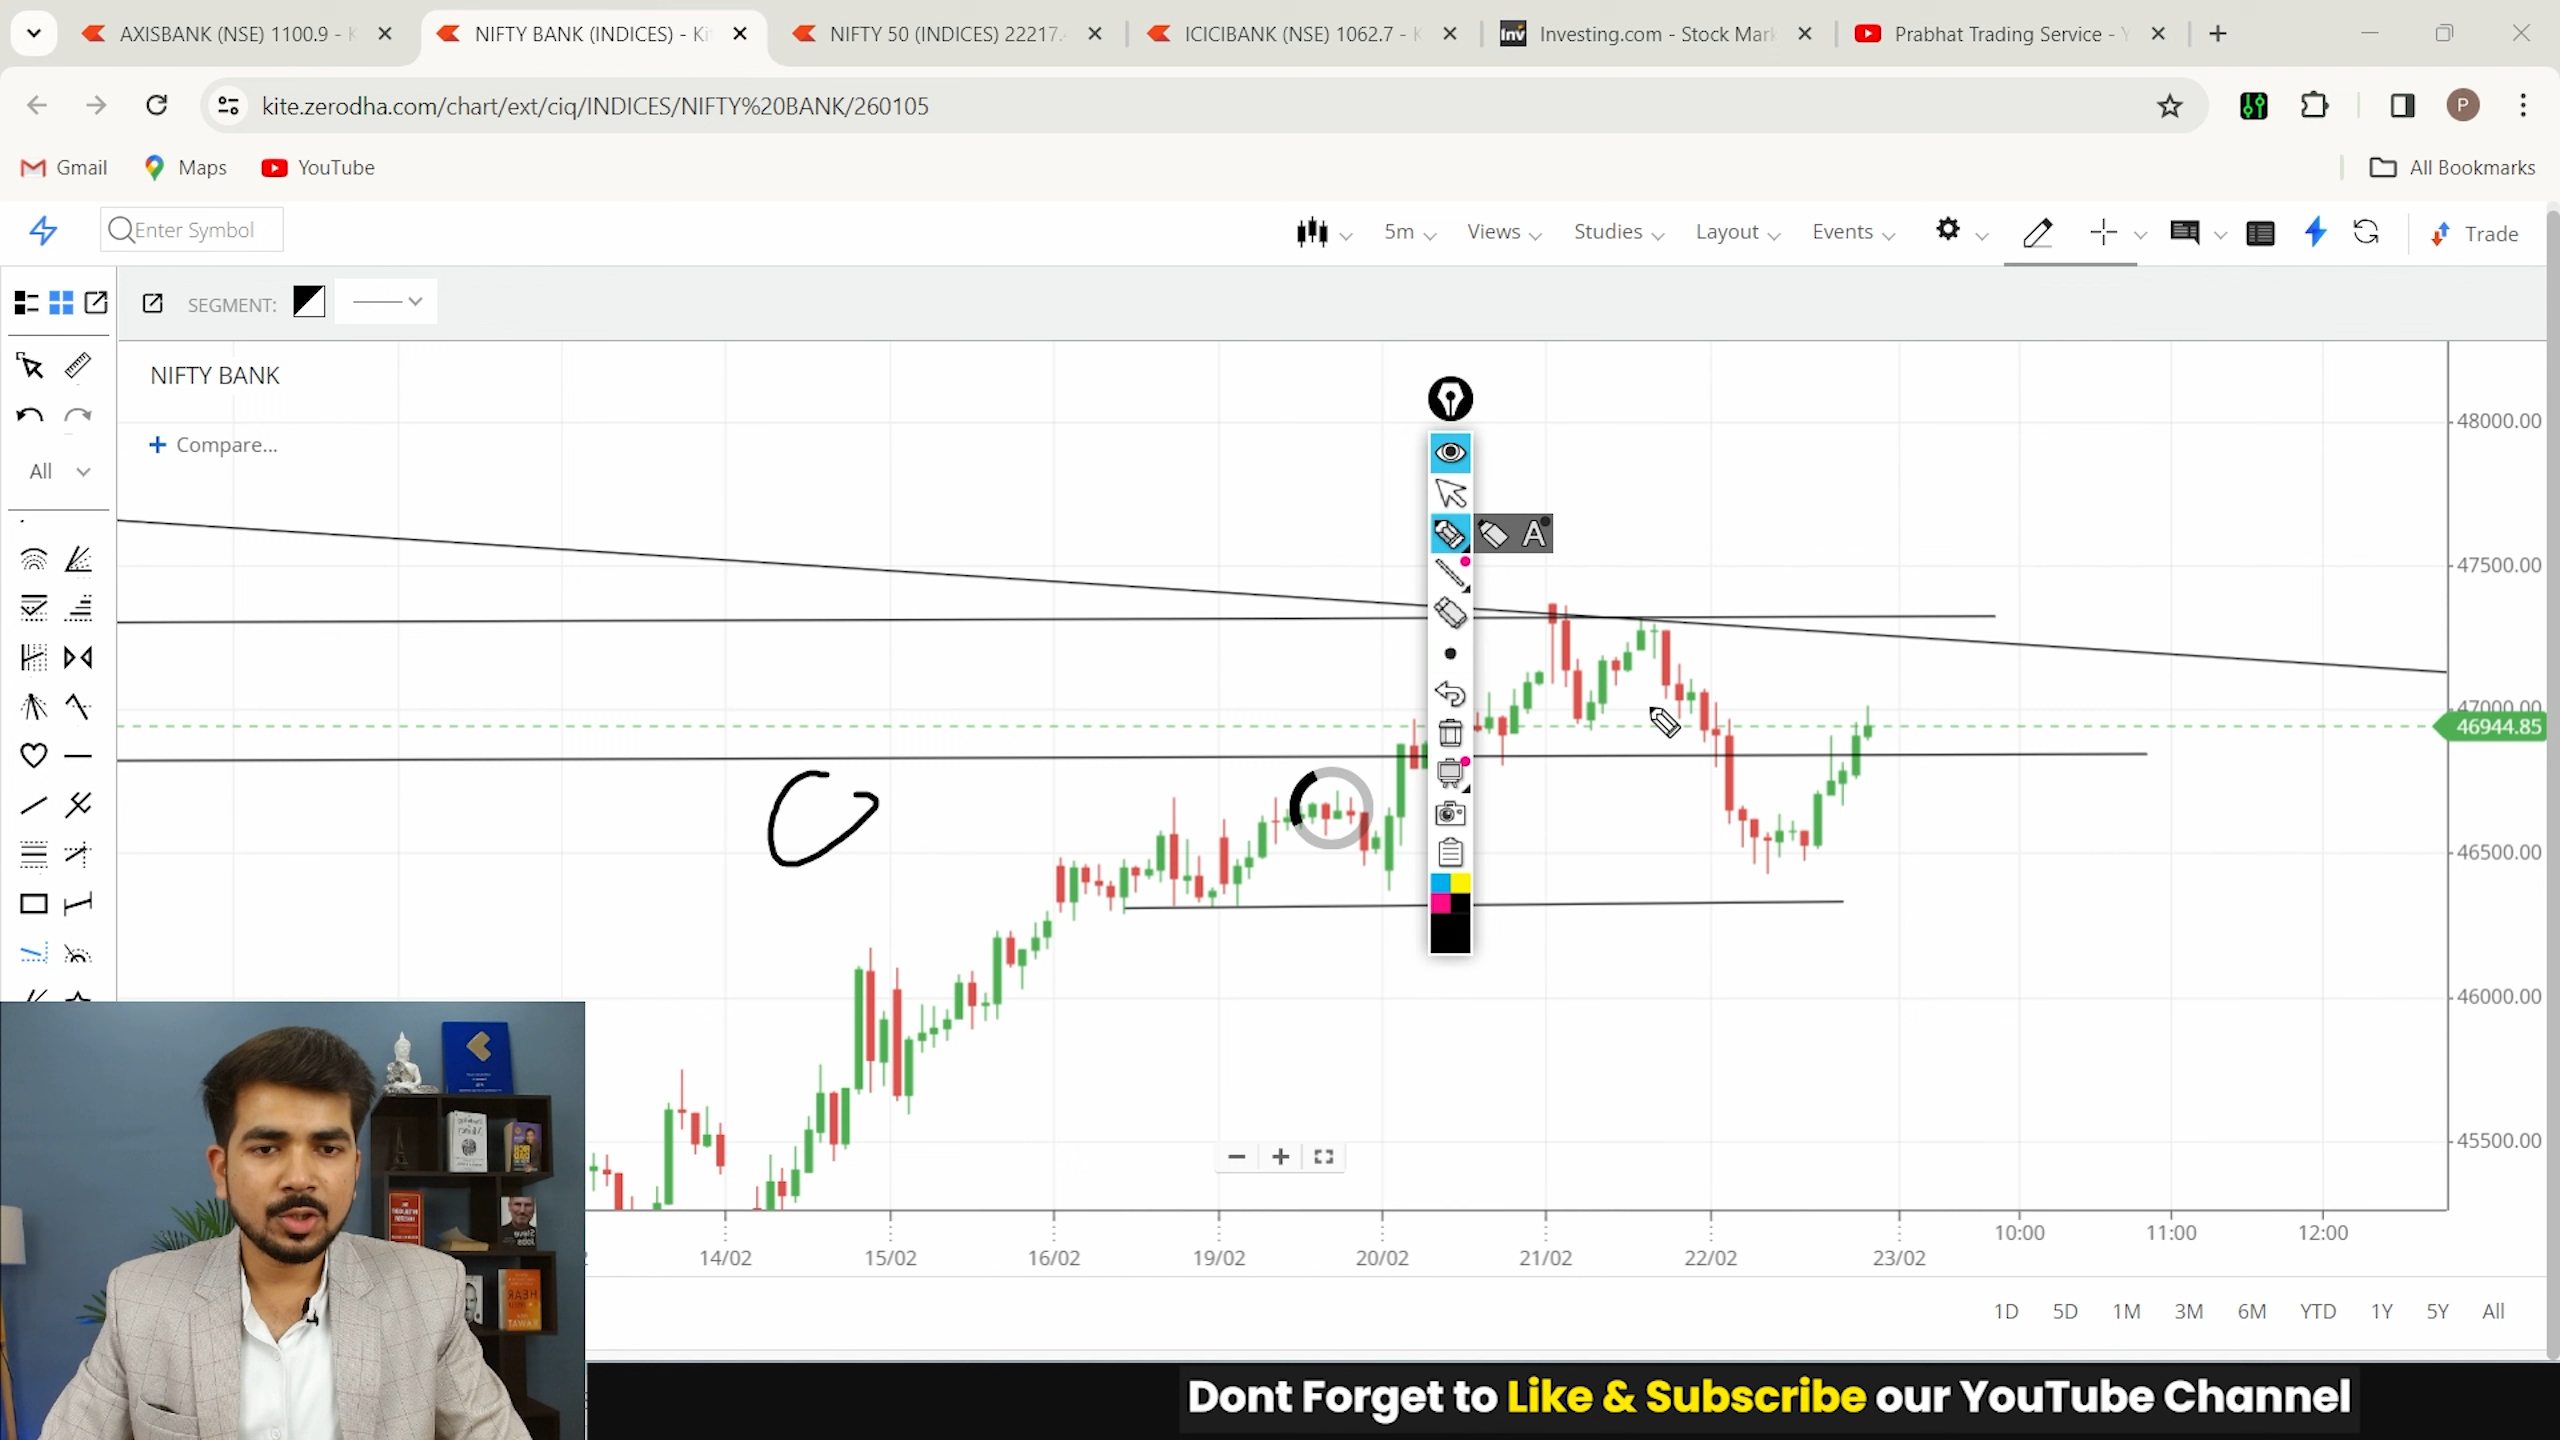 AXISBANK (NSE) 1100.9 - K
NIFTY BANK (INDICES) - Ki
NIFTY 50 (INDICES) 22217.
ICICIBANK (NSE) 1062.7 - K
Investing.com - Stock Mar
Prabhat Trading Service - Y
kite.zerodha.com/chart/ext/ciq/INDICES/NIFTY%20BANK/260105
P
Gmail
Maps
YouTube
All Bookmarks
Enter Symbol
5m
Views
Studies
Layout
Events
Trade
SEGMENT:
NIFTY BANK
Compare...
All
A
48000.00
47500.00
47000.00
46944.85
46500.00
46000.00
45500.00
10:00
11:00
12:00
14/02
15/02
16/02
19/02
20/02
21/02
22/02
23/02
1D
5D
1M
3M
6M
YTD
1Y
5Y
All
Dont Forget to Like & Subscribe our YouTube Channel